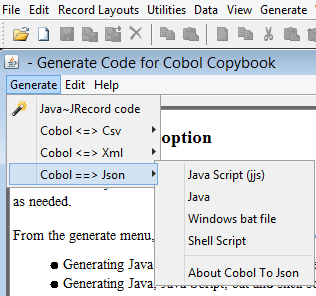 File Edit Record Layouts Utilities Data View Generate
- Generate Code for Cobol Copybook
Generate Edit Help
Java~JRecord code
Cobol <=> Csv
Cobol <=> Xml
Cobol ==> Json
option
Java Script (jjs)
Java
Windows bat file
Shell Script
About Cobol To Json
as needed.
From the generate menu,
Generating Java,
Generating Java, Java Script, bat and shell